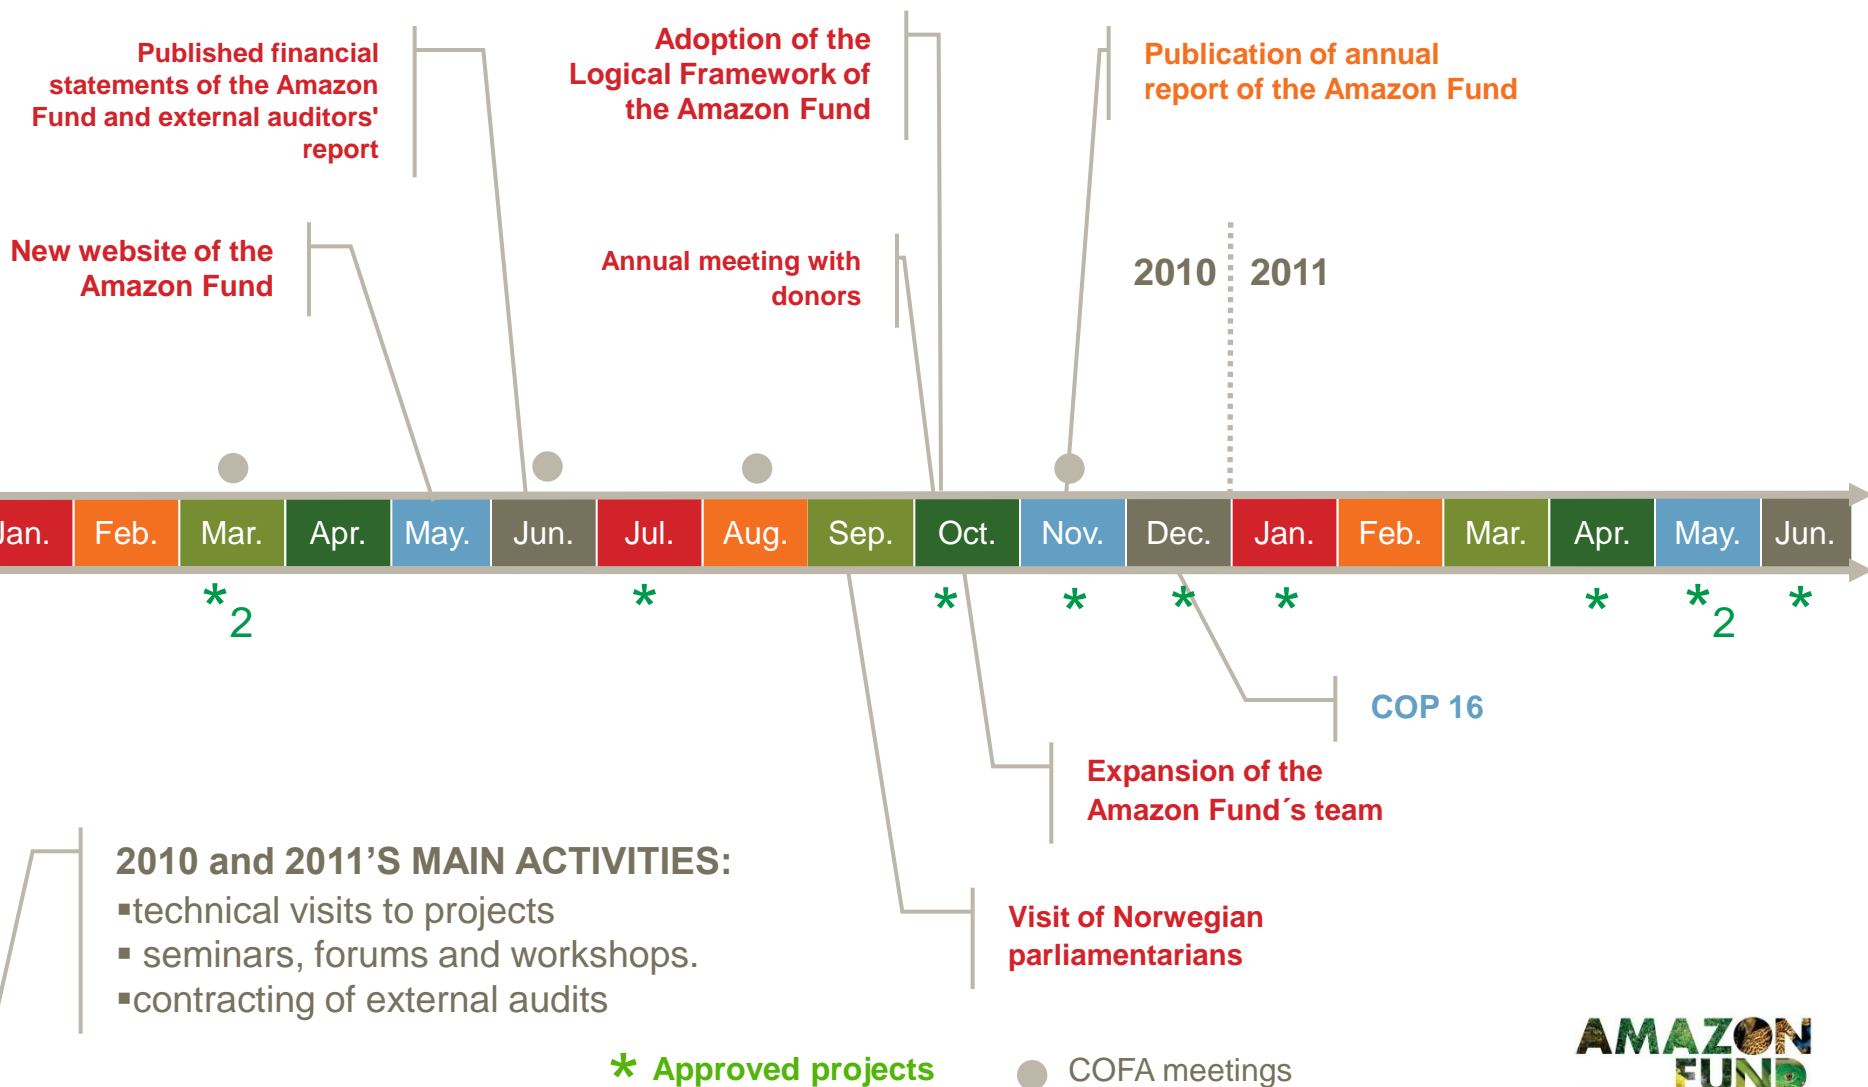 Published financial
statements of the Amazon
Fund and external auditors'
report
Adoption of the
Logical Framework of
the Amazon Fund
Publication of annual
report of the Amazon Fund
New website of the
Amazon Fund
Annual meeting with
donors
2010 2011
Jan. Feb. Mar. Apr. May. Jun. Jul. Aug. Sep. Oct. Nov. Dec. Jan. Feb. Mar. Apr. May. Jun.
*2 * * * * * * *2 *
COP 16
Expansion of the
Amazon Fund´s team
Visit of Norwegian
parliamentarians
2010 and 2011’S MAIN ACTIVITIES:
▪technical visits to projects
▪ seminars, forums and workshops.
▪contracting of external audits
* Approved projects
COFA meetings
AMAZON
FUND